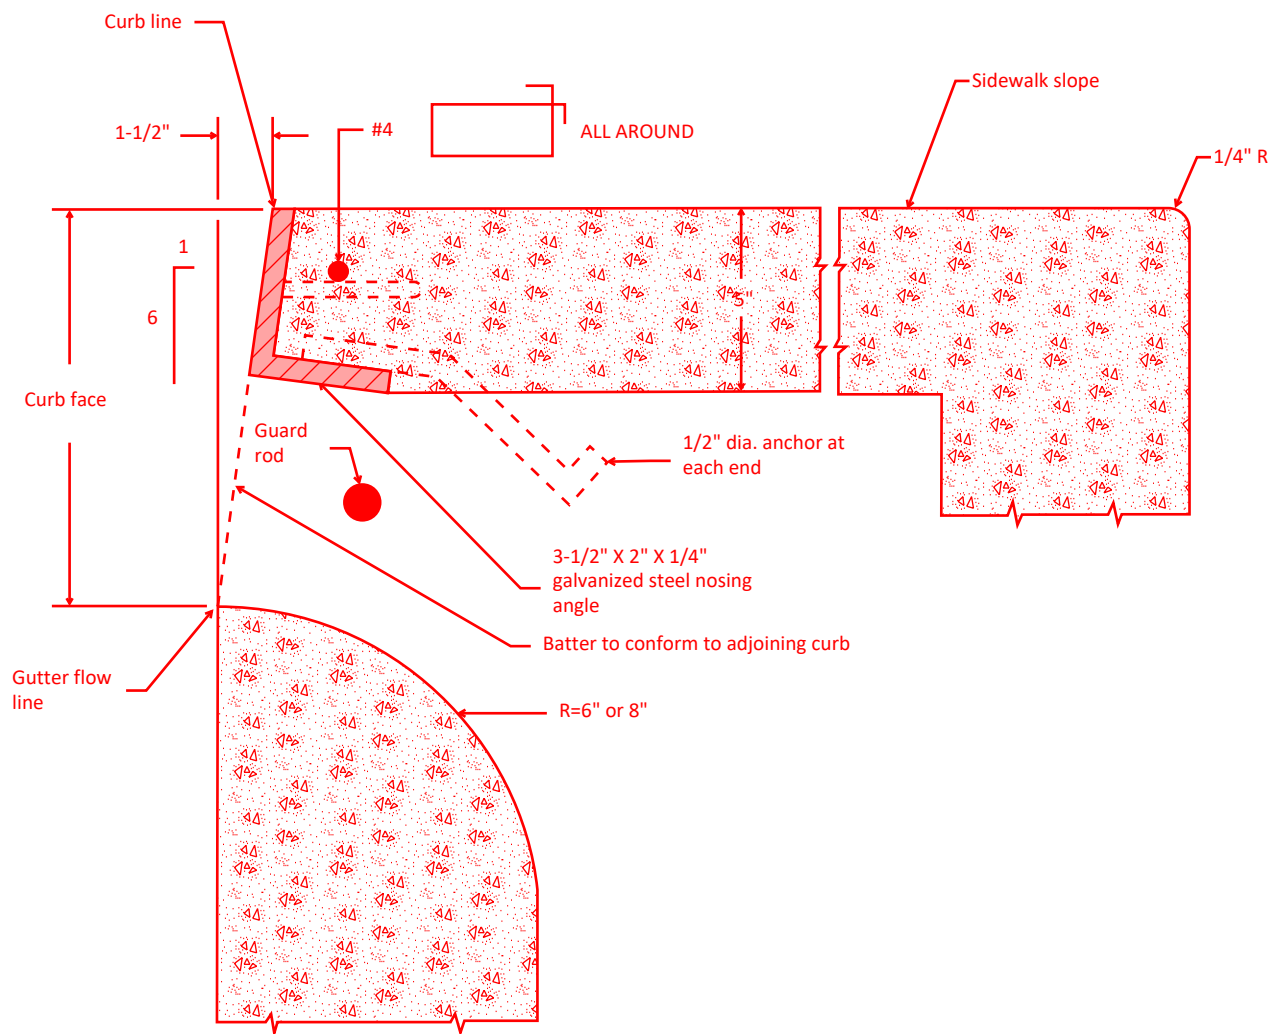 Curb line
Sidewalk slope
1-1/2"
#4
ALL AROUND
1/4" R
1
6
5"
Curb face
Guard
rod
1/2" dia. anchor at
each end
3-1/2" X 2" X 1/4"
galvanized steel nosing
angle
Batter to conform to adjoining curb
Gutter flow
line
R=6" or 8"